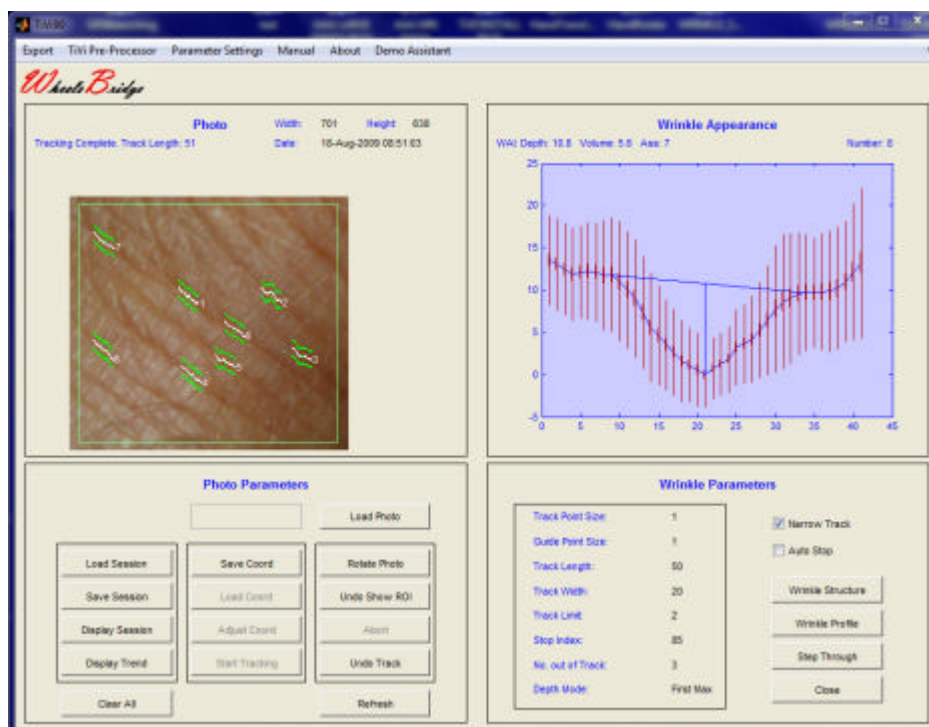 Export TiVi Pre-Processor Parameter Settings Manual About Demo Assistant
Wheels Bridge
Photo Width: 701 Height: 638
Tracking Complete. Track Length: 51 Date: 18-Aug-2009 08:51:03
Wrinkle Appearance
WAI: Depth: 10.8 Volume: 5.8 Asa: 7 Number: 8
25
20
15
10
5
0
-5
0 5 10 15 20 25 30 35 40 45
Photo Parameters
Load Photo
Load Session Save Coord Rotate Photo
Save Session Load Coord Undo Show ROI
Display Session Adjust Coord Abort
Display Trend Start Tracking Undo Track
Clear All Refresh
Wrinkle Parameters
Track Point Size: 1
Guide Point Size: 1
Track Length: 50
Track Width: 20
Track Limit: 2
Stop Index: 85
No. out of Track: 3
Depth Mode: First Max
Narrow Track
Auto Stop
Wrinkle Structure
Wrinkle Profile
Step Through
Close